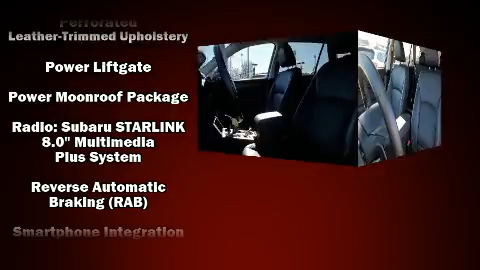 Perforated
Leather-Trimmed Upholstery
Power Liftgate
Power Moonroof Package
Radio: Subaru STARLINK
8.0" Multimedia
Plus System
Reverse Automatic
Braking (RAB)
Smartphone Integration